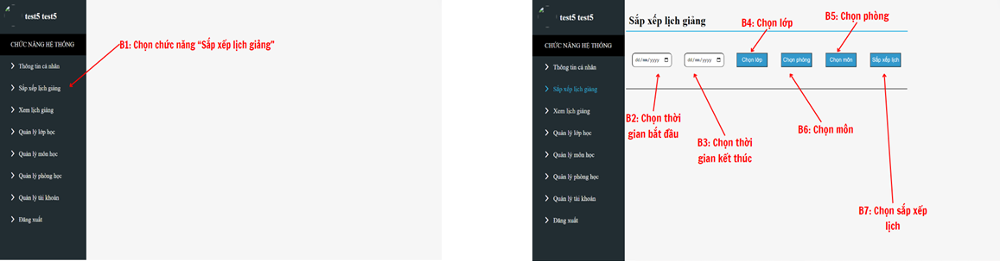 test5 test5
CHỨC NĂNG HỆ THỐNG
Thông tin cá nhân
Sắp xếp lịch giảng
Xem lịch giảng
Quản lý lớp học
Quản lý môn học
Quản lý phòng học
Quản lý tài khoản
Đăng xuất
B1: Chọn chức năng “Sắp xếp lịch giảng”
test5 test5
CHỨC NĂNG HỆ THỐNG
Thông tin cá nhân
Sắp xếp lịch giảng
Xem lịch giảng
Quản lý lớp học
Quản lý môn học
Quản lý phòng học
Quản lý tài khoản
Đăng xuất
Sắp xếp lịch giảng
B4: Chọn lớp
B5: Chọn phòng
dd/mm/yyyy
dd/mm/yyyy
Chọn lớp
Chọn phòng
Chọn môn
Sắp xếp lịch
B2: Chọn thời
gian bắt đầu
B3: Chọn thời
gian kết thúc
B6: Chọn môn
B7: Chọn sắp xếp
lịch